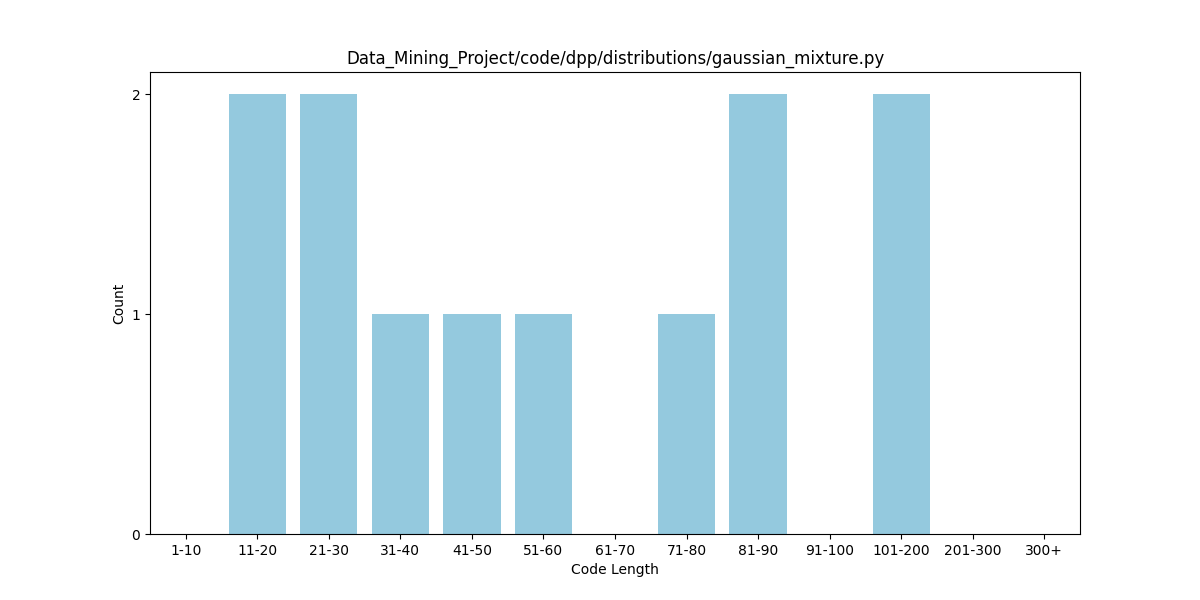 Data_Mining_Project/code/dpp/distributions/gaussian_mixture.py
Count
2
1
0
1-10 11-20 21-30 31-40 41-50 51-60 61-70 71-80 81-90 91-100 101-200 201-300 300+
Code Length